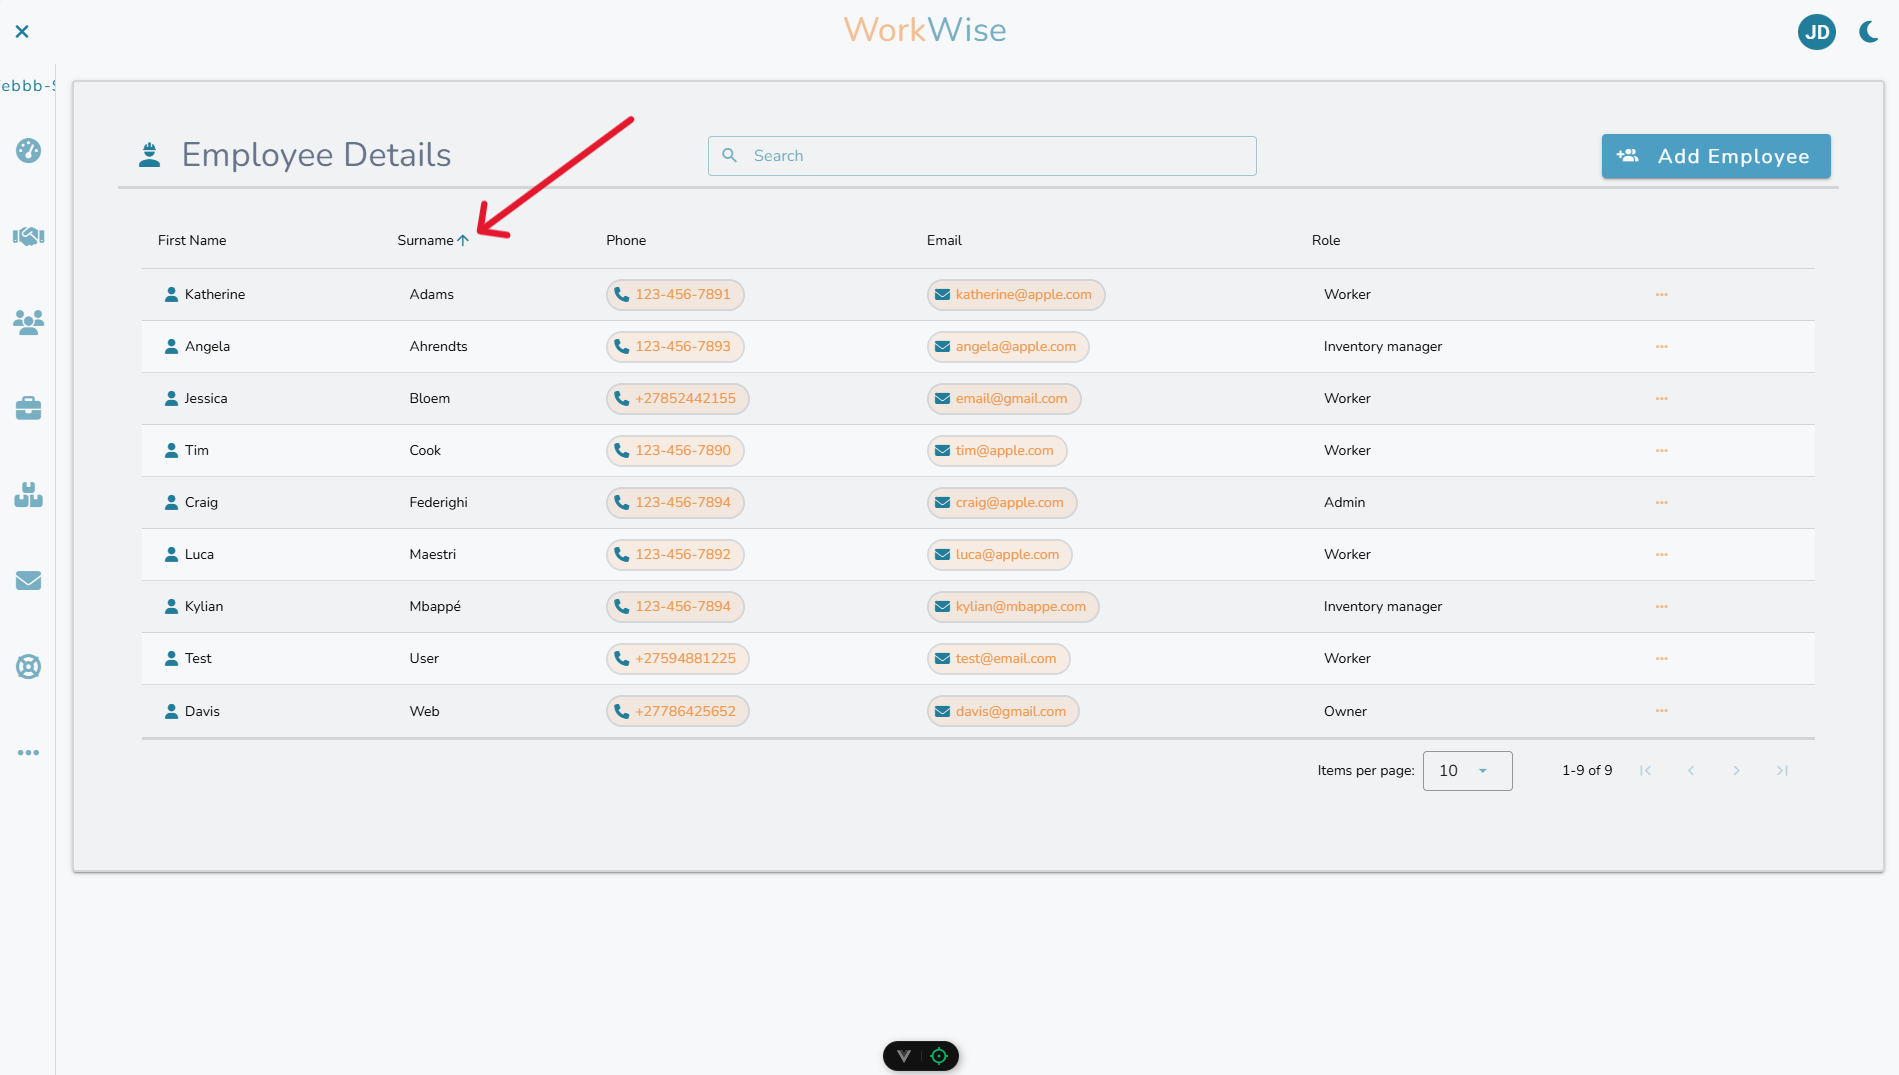 WorkWise
JD
ebbb-S
Employee Details
Search
Add Employee
First Name Surname Phone Email Role
Katherine Adams 123-456-7891 katherine@apple.com Worker
Angela Ahrendts 123-456-7893 angela@apple.com Inventory manager
Jessica Bloem +27852442155 email@gmail.com Worker
Tim Cook 123-456-7890 tim@apple.com Worker
Craig Federighi 123-456-7894 craig@apple.com Admin
Luca Maestri 123-456-7892 luca@apple.com Worker
Kylian Mbappé 123-456-7894 kylian@mbappe.com Inventory manager
Test User +27594881225 test@email.com Worker
Davis Web +27786425652 davis@gmail.com Owner
Items per page: 10 1-9 of 9